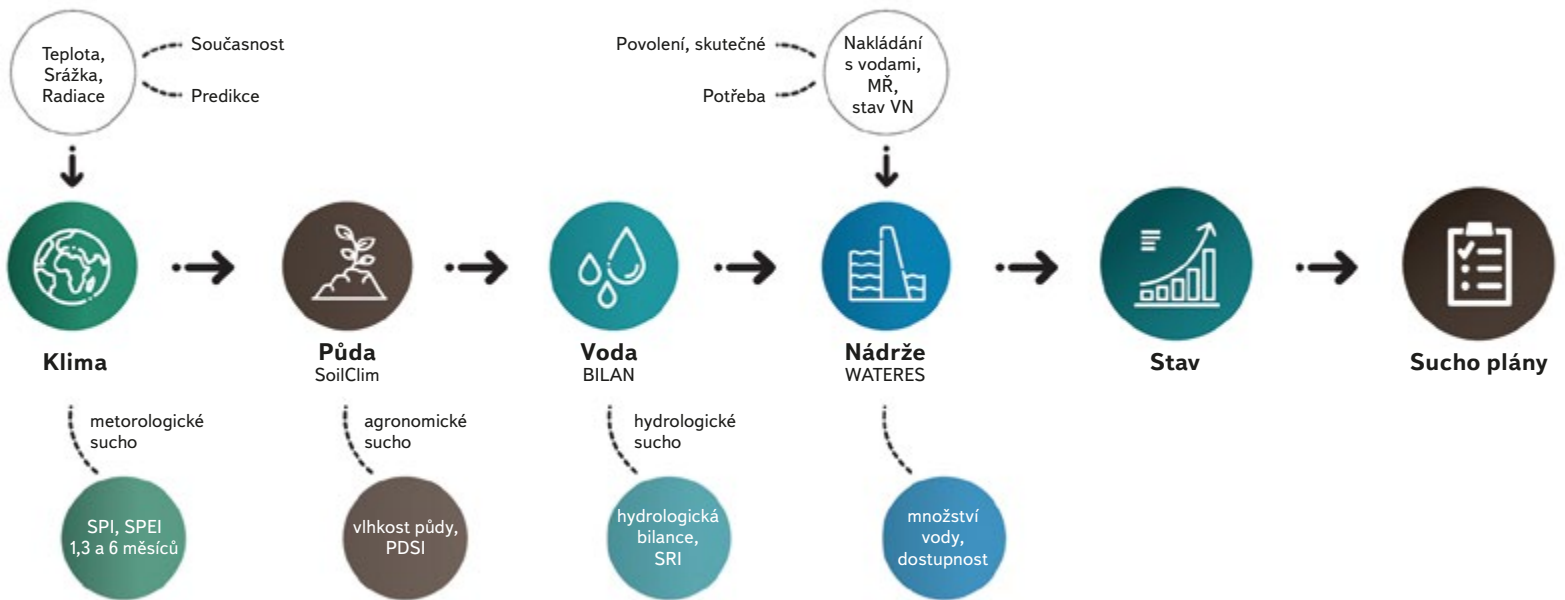 Teplota,
Srážka,
Radiace
Současnost
Predikce
Povolení, skutečné
Potřeba
Nakládání
s vodami,
MŘ,
stav VN
Klima
Půda
SoilClim
Voda
BILAN
Nádrže
WATERES
Stav
Sucho plány
metorologické
sucho
agronomické
sucho
hydrologické
sucho
SPI, SPEI
1,3 a 6 měsíců
vlhkost půdy,
PDSI
hydrologická
bilance,
SRI
množství
vody,
dostupnost